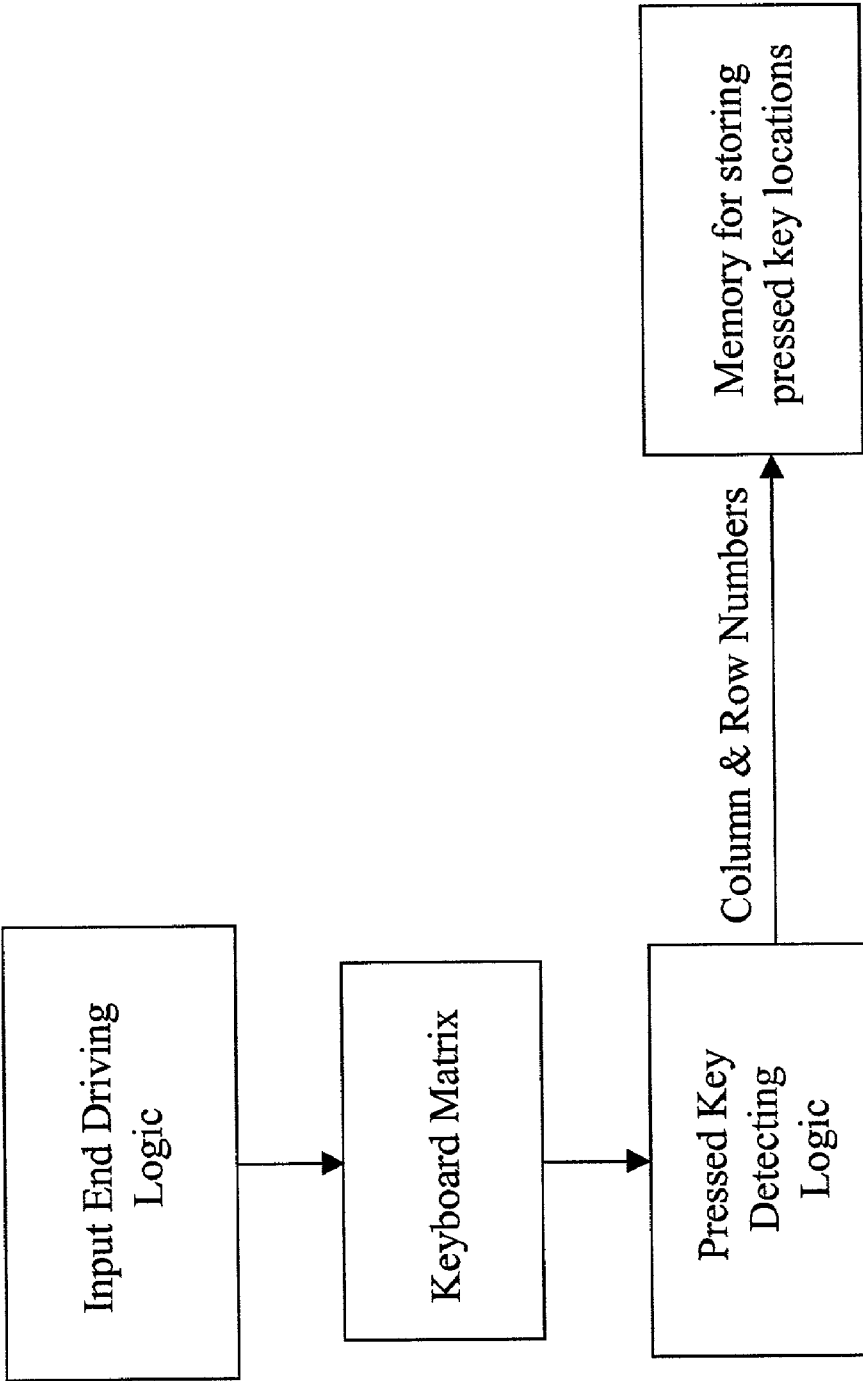 Input End Driving
Logic
Keyboard Matrix
Pressed Key
Detecting
Logic
Column & Row Numbers
Memory for storing
pressed key locations